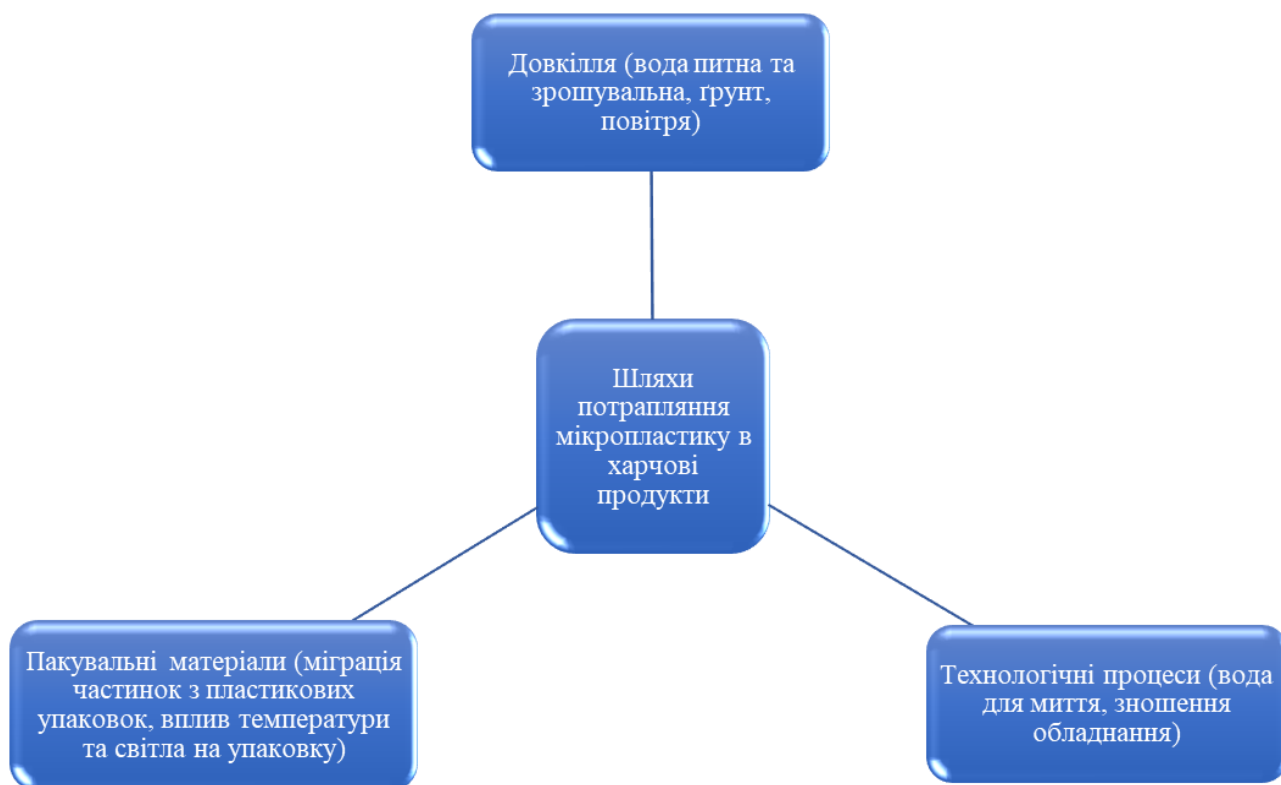 Довкілля (вода питна та
зрошувальна, ґрунт,
повітря)
Шляхи
потрапляння
мікропластику в
харчові
продукти
Пакувальні матеріали (міграція
частинок з пластикових
упаковок, вплив температури
та світла на упаковку)
Технологічні процеси (вода
для миття, зношення
обладнання)